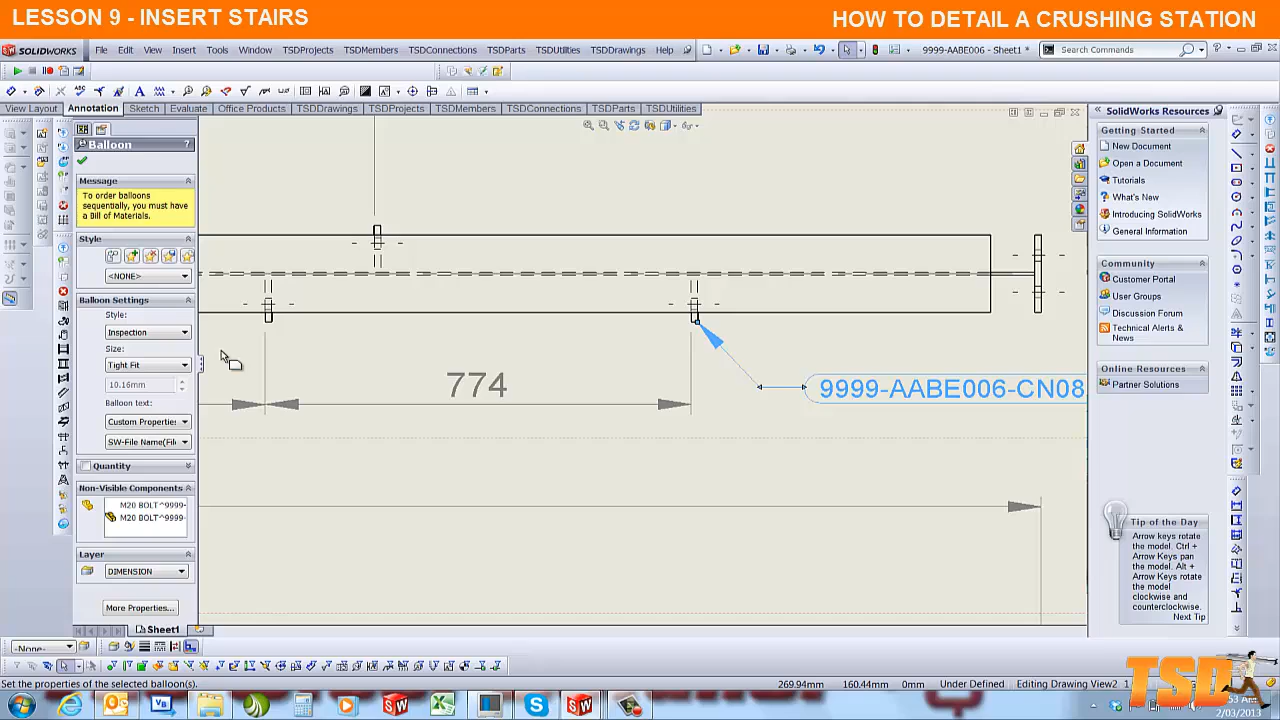 LESSON 9 - INSERT STAIRS
HOW TO DETAIL A CRUSHING STATION
SOLIDWORKS File Edit View Insert Tools Window TSDProjects TSDMembers TSDConnections TSDParts TSDUtilities TSDDrawings Help
9999-AABE006 - Sheet1 *
Search Commands
View Layout Annotation Sketch Evaluate Office Products TSDDrawings TSDProjects TSDMembers TSDConnections TSDParts TSDUtilities
Balloon ?
Message
To order balloons
sequentially, you must have
a Bill of Materials.
Style
<NONE>
Balloon Settings
Style:
Inspection
Size:
Tight Fit
10.16mm
Balloon text:
Custom Propertie:
SW-File Name(Fil
Quantity
Non-Visible Components
M20 BOLT^9999-
M20 BOLT^9999-
Layer
DIMENSION
More Properties...
774
9999-AABE006-CN08
SolidWorks Resources
Getting Started
New Document
Open a Document
Tutorials
What's New
Introducing SolidWorks
General Information
Community
Customer Portal
User Groups
Discussion Forum
Technical Alerts &
News
Online Resources
Partner Solutions
Tip of the Day
Arrow keys rotate
the model. Ctrl +
Arrow Keys pan
the model. Alt +
Arrow Keys rotate
the model
clockwise and
counterclockwise.
Next Tip
Sheet1
-None-
Set the properties of the selected balloon(s).
269.94mm 160.44mm 0mm Under Defined Editing Drawing View2 1
TSD
2/03/2013